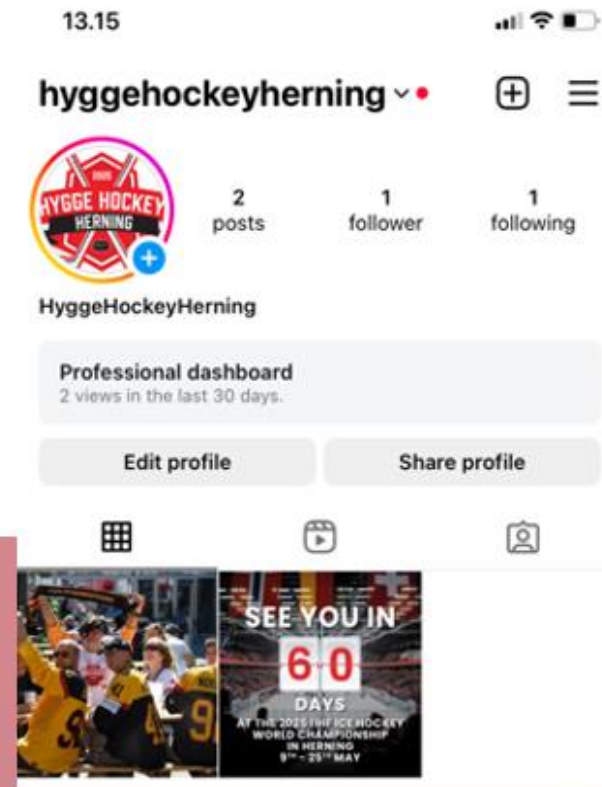 13.15
hyggehockeyherning
HYGGE HOCKEY
HERNING
2 posts
1 follower
1 following
HyggeHockeyHerning
Professional dashboard
2 views in the last 30 days.
Edit profile
Share profile
SEE YOU IN
60
DAYS
AT THE 2025 IIHF ICE HOCKEY
WORLD CHAMPIONSHIP
IN HERNING
9TH - 25TH MAY